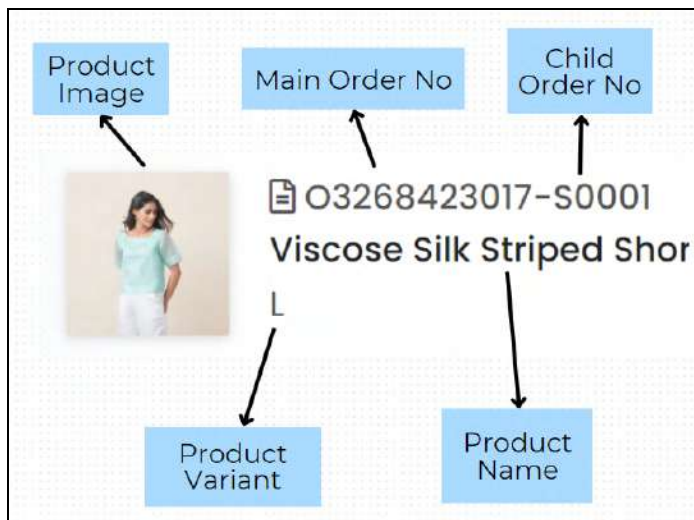 Product
Image
Main Order No
Child
Order No
O3268423017-S0001
Viscose Silk Striped Shor
L
Product
Variant
Product
Name